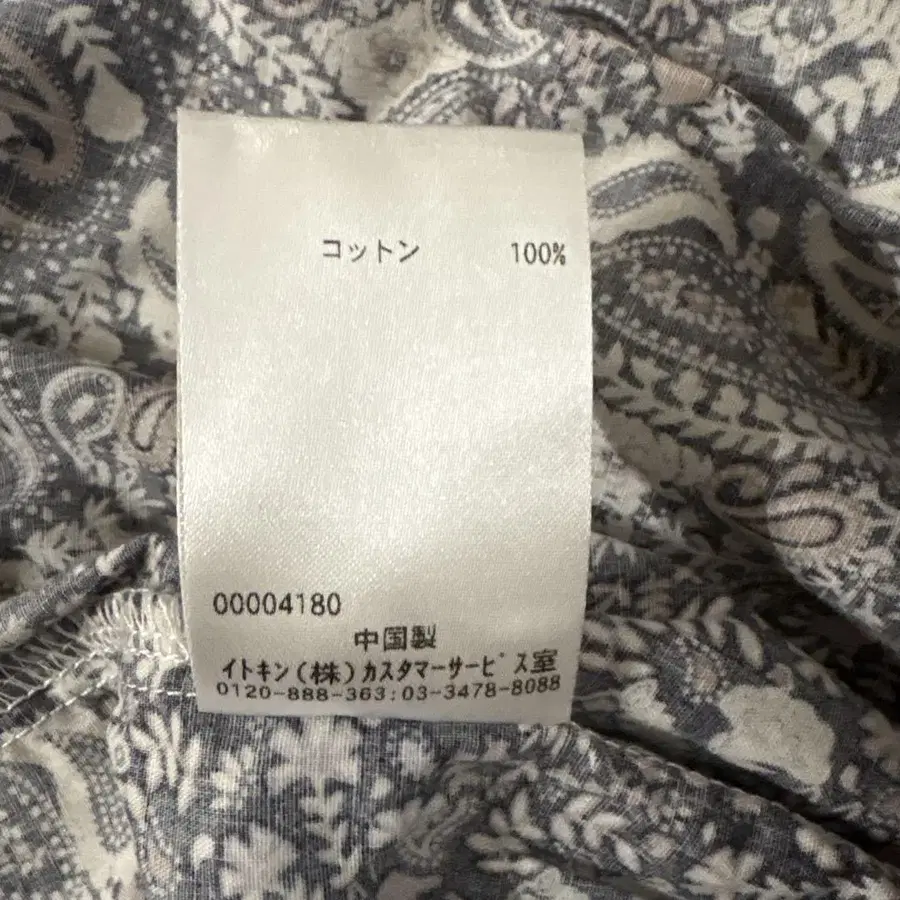 コットン 100%
00004180
中国製
イトキン(株)カスタマーサービス室
0120-888-363:03-3478-8088